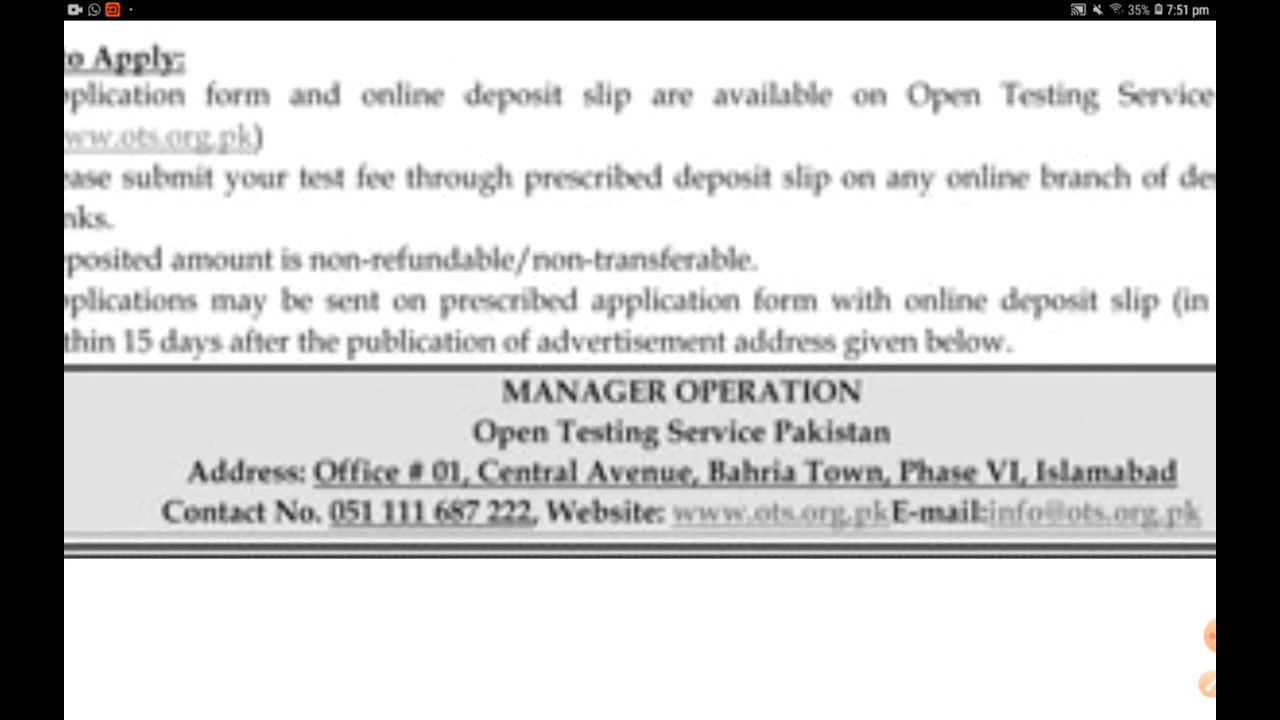 35% 7:51 pm
o Apply:
plication form and online deposit slip are available on Open Testing Service
ww.ots.org.pk)
ease submit your test fee through prescribed deposit slip on any online branch of de
nks.
posited amount is non-refundable/non-transferable.
plications may be sent on prescribed application form with online deposit slip (in
thin 15 days after the publication of advertisement address given below.
MANAGER OPERATION
Open Testing Service Pakistan
Address: Office # 01, Central Avenue, Bahria Town, Phase VI, Islamabad
Contact No. 051 111 687 222, Website: www.ots.org.pk E-mail:info@ots.org.pk